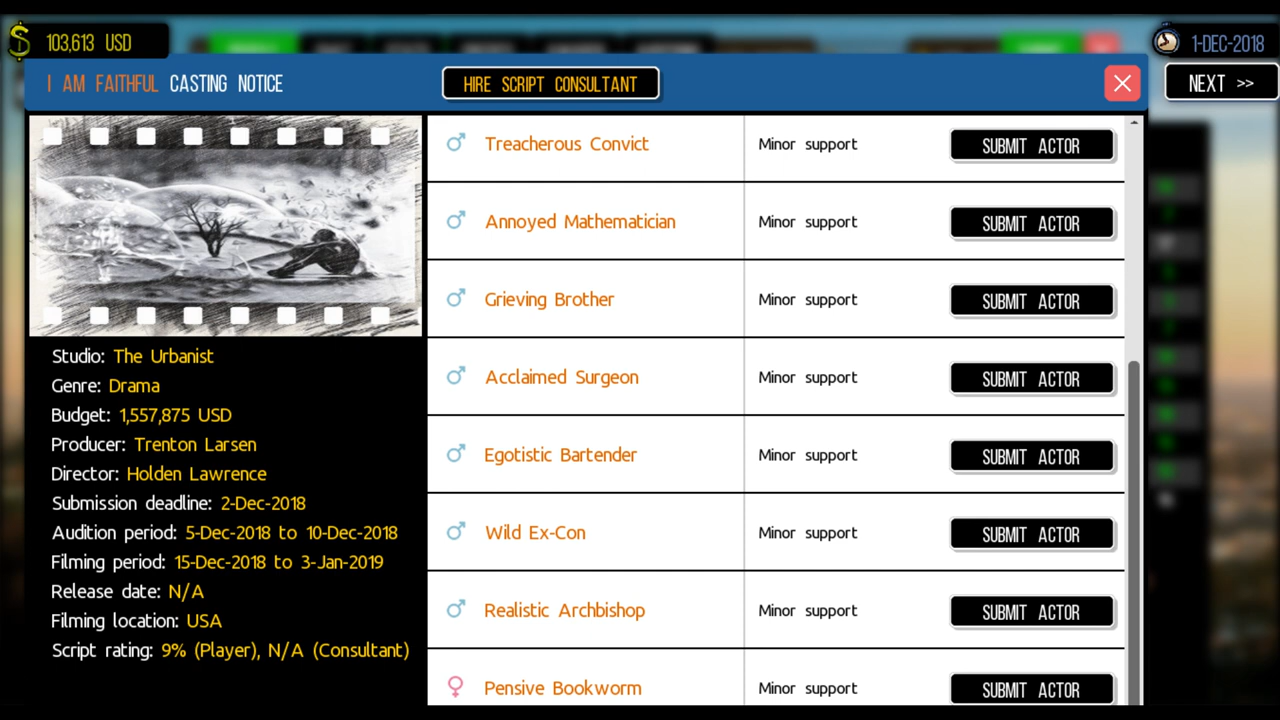 103,613 USD
1-DEC-2018
I AM FAITHFUL CASTING NOTICE
HIRE SCRIPT CONSULTANT
NEXT >>
Treacherous Convict Minor support SUBMIT ACTOR
Annoyed Mathematician Minor support SUBMIT ACTOR
Grieving Brother Minor support SUBMIT ACTOR
Acclaimed Surgeon Minor support SUBMIT ACTOR
Egotistic Bartender Minor support SUBMIT ACTOR
Wild Ex-Con Minor support SUBMIT ACTOR
Realistic Archbishop Minor support SUBMIT ACTOR
Pensive Bookworm Minor support SUBMIT ACTOR
Studio: The Urbanist
Genre: Drama
Budget: 1,557,875 USD
Producer: Trenton Larsen
Director: Holden Lawrence
Submission deadline: 2-Dec-2018
Audition period: 5-Dec-2018 to 10-Dec-2018
Filming period: 15-Dec-2018 to 3-Jan-2019
Release date: N/A
Filming location: USA
Script rating: 9% (Player), N/A (Consultant)